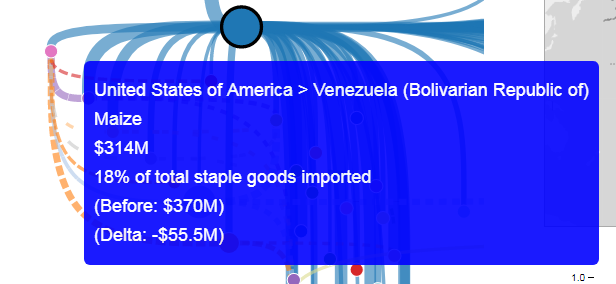 United States of America > Venezuela (Bolivarian Republic of)
Maize
$314M
18% of total staple goods imported
(Before: $370M)
(Delta: -$55.5M)
1.0